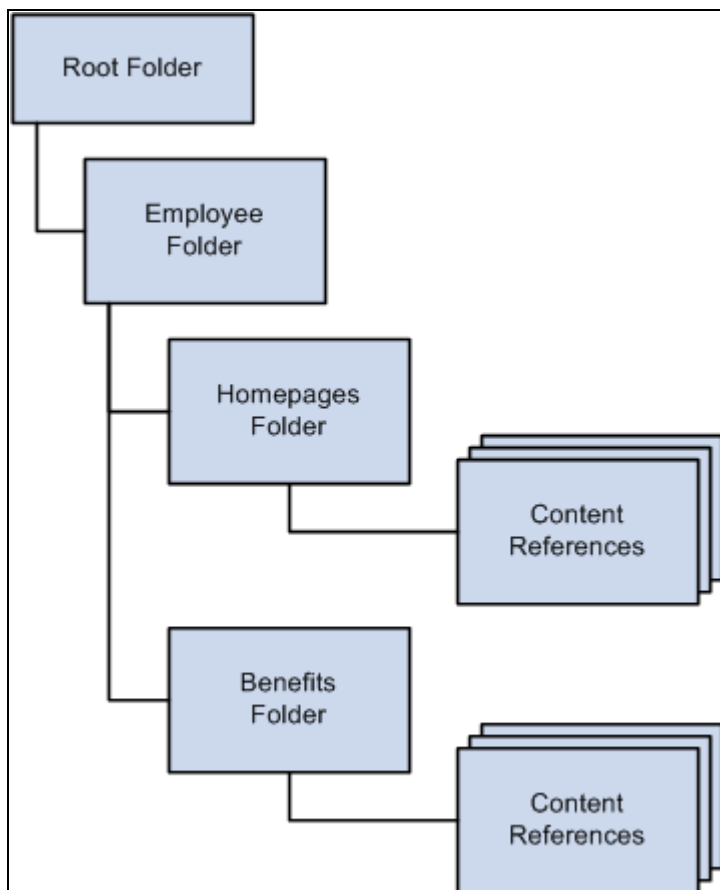 Root Folder
Employee
Folder
Homepages
Folder
Content
References
Benefits
Folder
Content
References